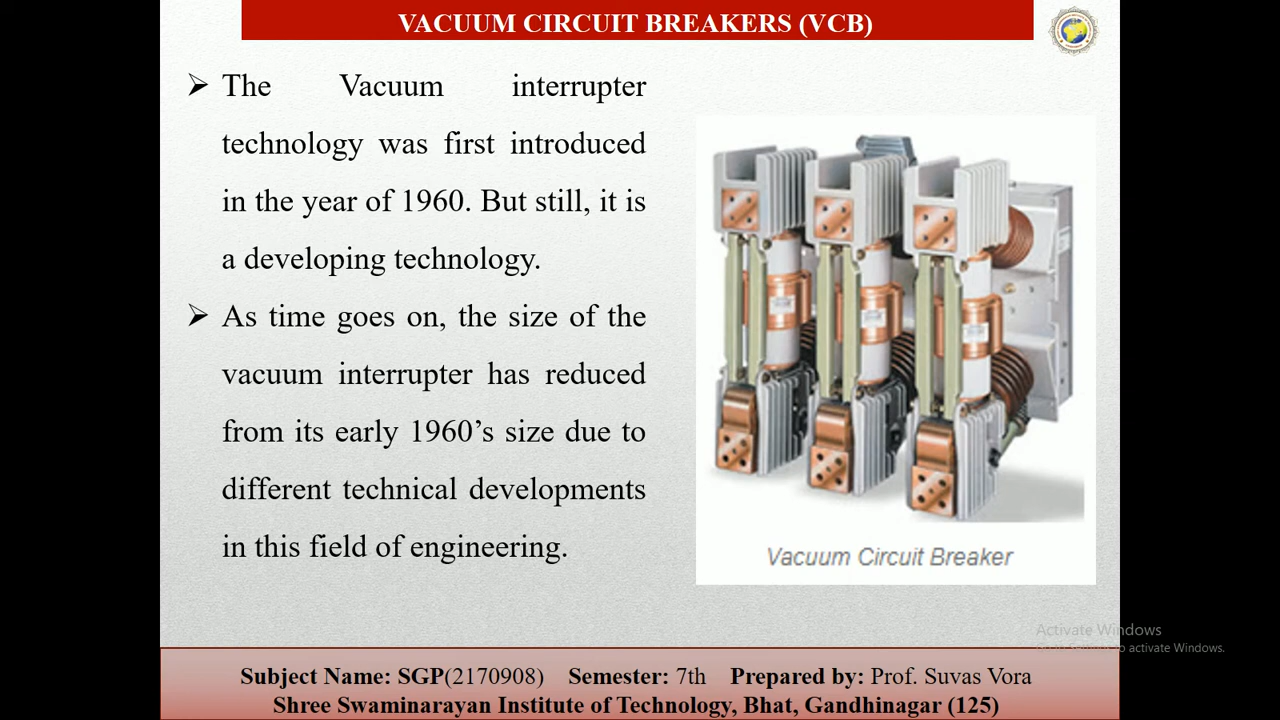 VACUUM CIRCUIT BREAKERS (VCB)
➢ The Vacuum interrupter
technology was first introduced
in the year of 1960. But still, it is
a developing technology.
➢ As time goes on, the size of the
vacuum interrupter has reduced
from its early 1960’s size due to
different technical developments
in this field of engineering.
Vacuum Circuit Breaker
Activate Windows
to activate Windows.
Subject Name: SGP(2170908) Semester: 7th Prepared by: Prof. Suvas Vora
Shree Swaminarayan Institute of Technology, Bhat, Gandhinagar (125)